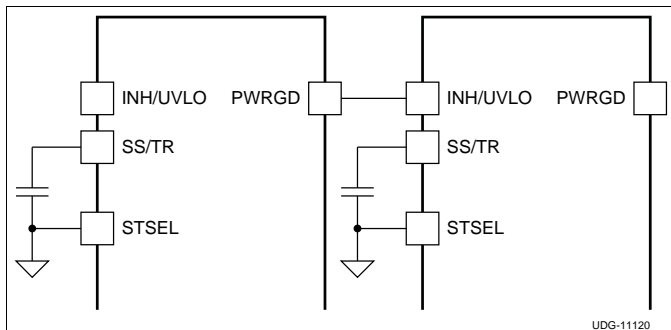 INH/UVLO PWRGD INH/UVLO PWRGD
SS/TR SS/TR
STSEL STSEL
UDG-11120